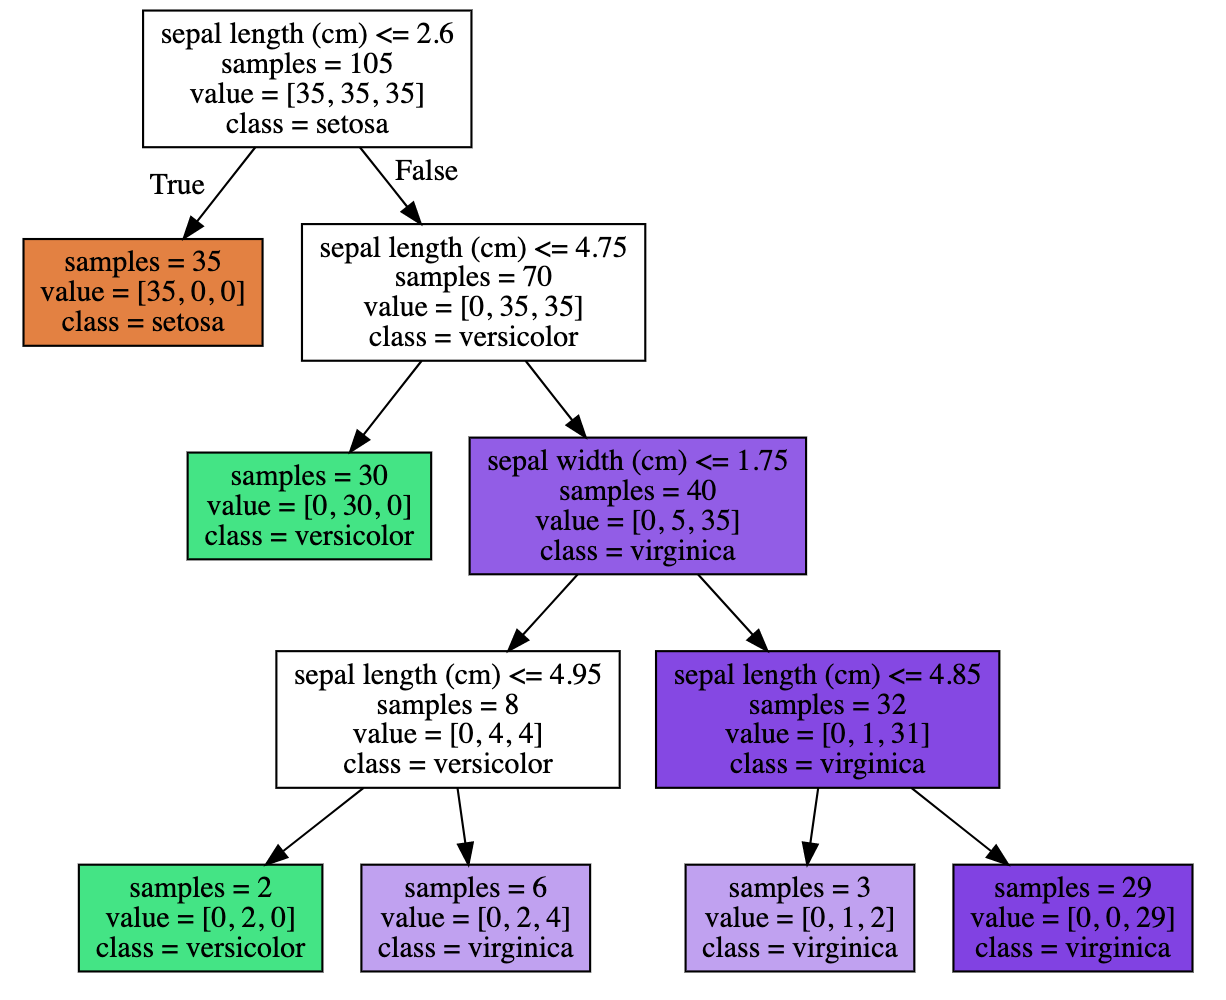 sepal length (cm) <= 2.6
samples = 105
value = [35, 35, 35]
class = setosa
True
False
samples = 35
value = [35, 0, 0]
class = setosa
sepal length (cm) <= 4.75
samples = 70
value = [0, 35, 35]
class = versicolor
samples = 30
value = [0, 30, 0]
class = versicolor
sepal width (cm) <= 1.75
samples = 40
value = [0, 5, 35]
class = virginica
sepal length (cm) <= 4.95
samples = 8
value = [0, 4, 4]
class = versicolor
sepal length (cm) <= 4.85
samples = 32
value = [0, 1, 31]
class = virginica
samples = 2
value = [0, 2, 0]
class = versicolor
samples = 6
value = [0, 2, 4]
class = virginica
samples = 3
value = [0, 1, 2]
class = virginica
samples = 29
value = [0, 0, 29]
class = virginica